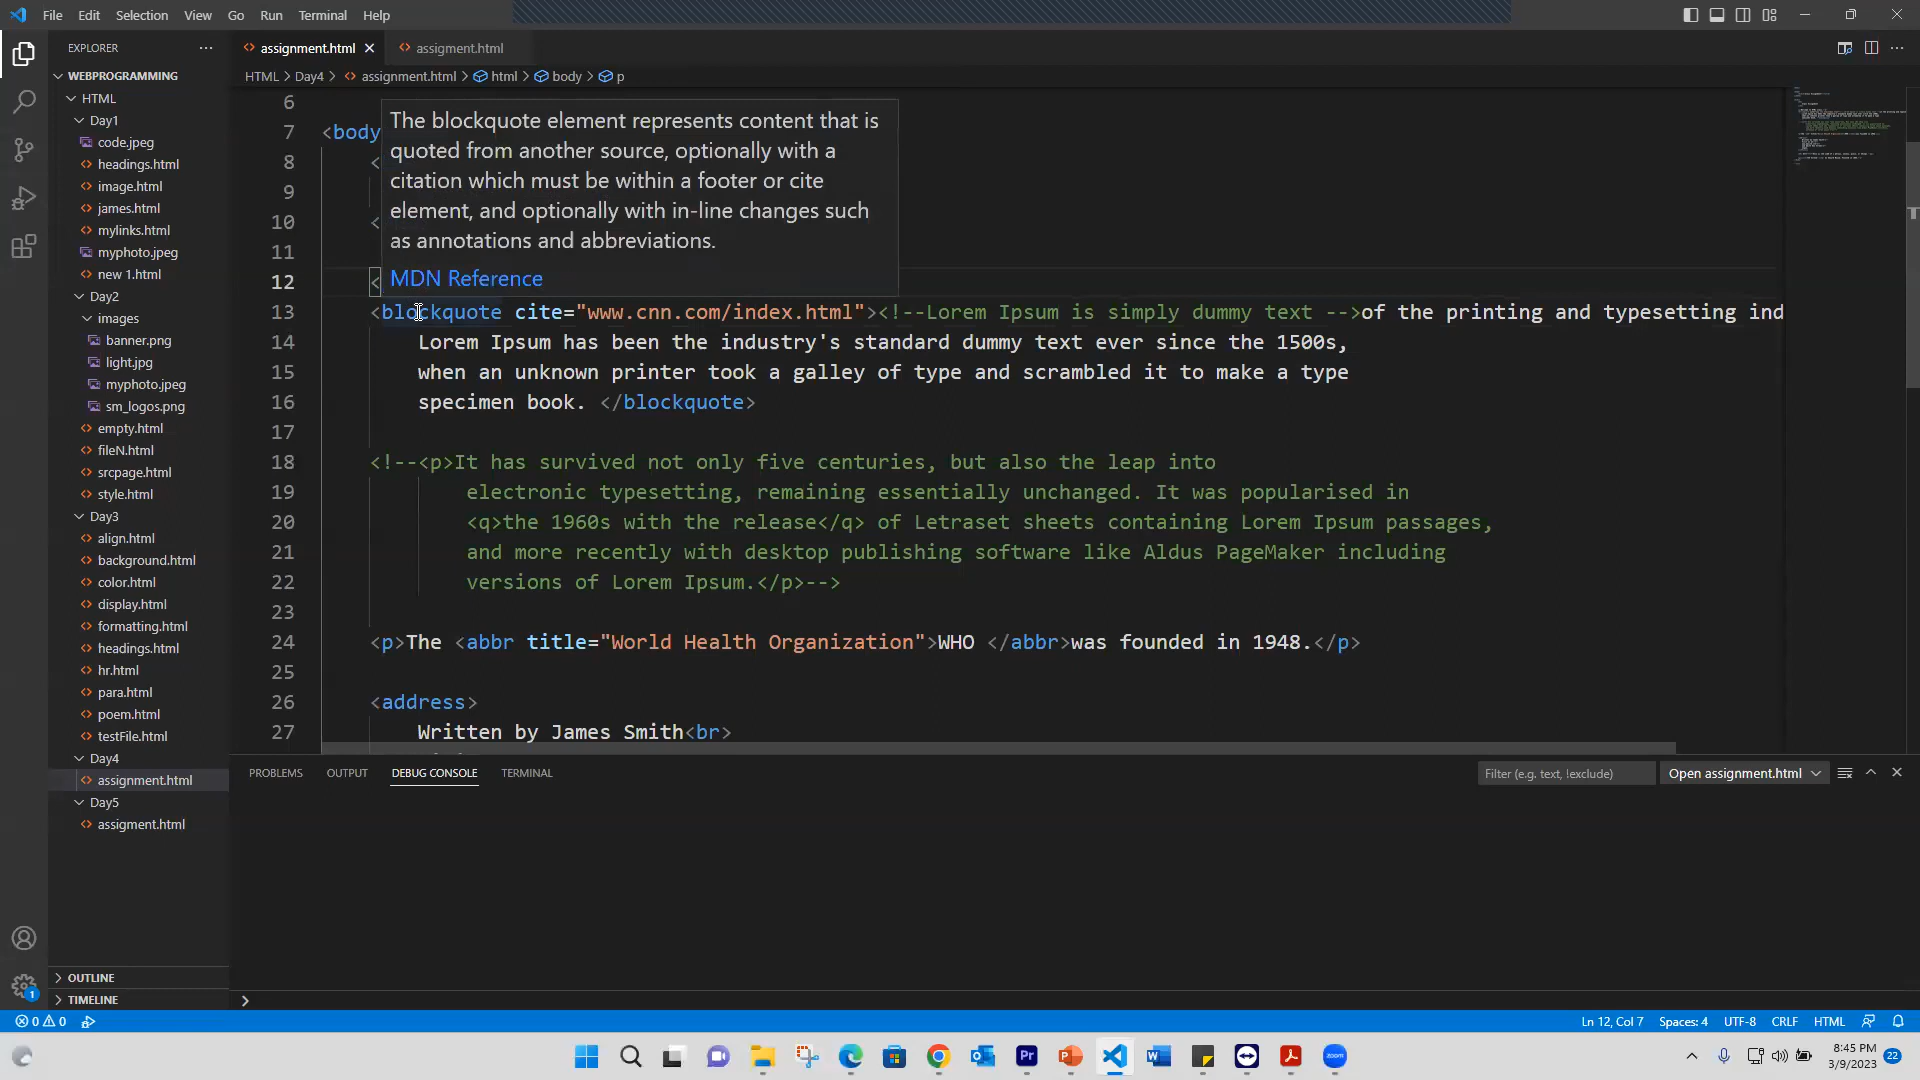 File Edit Selection View Go Run Terminal Help
EXPLORER
WEBPROGRAMMING
HTML
Day1
code.jpeg
headings.html
image.html
james.html
mylinks.html
myphoto.jpeg
new 1.html
Day2
images
banner.png
light.jpg
myphoto.jpeg
sm_logos.png
empty.html
fileN.html
srcpage.html
style.html
Day3
align.html
background.html
color.html
display.html
formatting.html
headings.html
hr.html
para.html
poem.html
testFile.html
Day4
assignment.html
Day5
assigment.html
OUTLINE
TIMELINE
assignment.html assigment.html
HTML > Day4 > assignment.html > html > body > p
6
7 <body
8 <
9
10 <
11
12 <
The blockquote element represents content that is
quoted from another source, optionally with a
citation which must be within a footer or cite
element, and optionally with in-line changes such
as annotations and abbreviations.
MDN Reference
13 <blockquote cite="www.cnn.com/index.html"><!--Lorem Ipsum is simply dummy text -->of the printing and typesetting ind
14 Lorem Ipsum has been the industry's standard dummy text ever since the 1500s,
15 when an unknown printer took a galley of type and scrambled it to make a type
16 specimen book. </blockquote>
17
18 <!--<p>It has survived not only five centuries, but also the leap into
19 electronic typesetting, remaining essentially unchanged. It was popularised in
20 <q>the 1960s with the release</q> of Letraset sheets containing Lorem Ipsum passages,
21 and more recently with desktop publishing software like Aldus PageMaker including
22 versions of Lorem Ipsum.</p>-->
23
24 <p>The <abbr title="World Health Organization">WHO </abbr>was founded in 1948.</p>
25
26 <address>
27 Written by James Smith<br>
PROBLEMS OUTPUT DEBUG CONSOLE TERMINAL
Filter (e.g. text, !exclude) Open assignment.html
0 0
Ln 12, Col 7 Spaces: 4 UTF-8 CRLF HTML
1
8:45 PM
3/9/2023
22